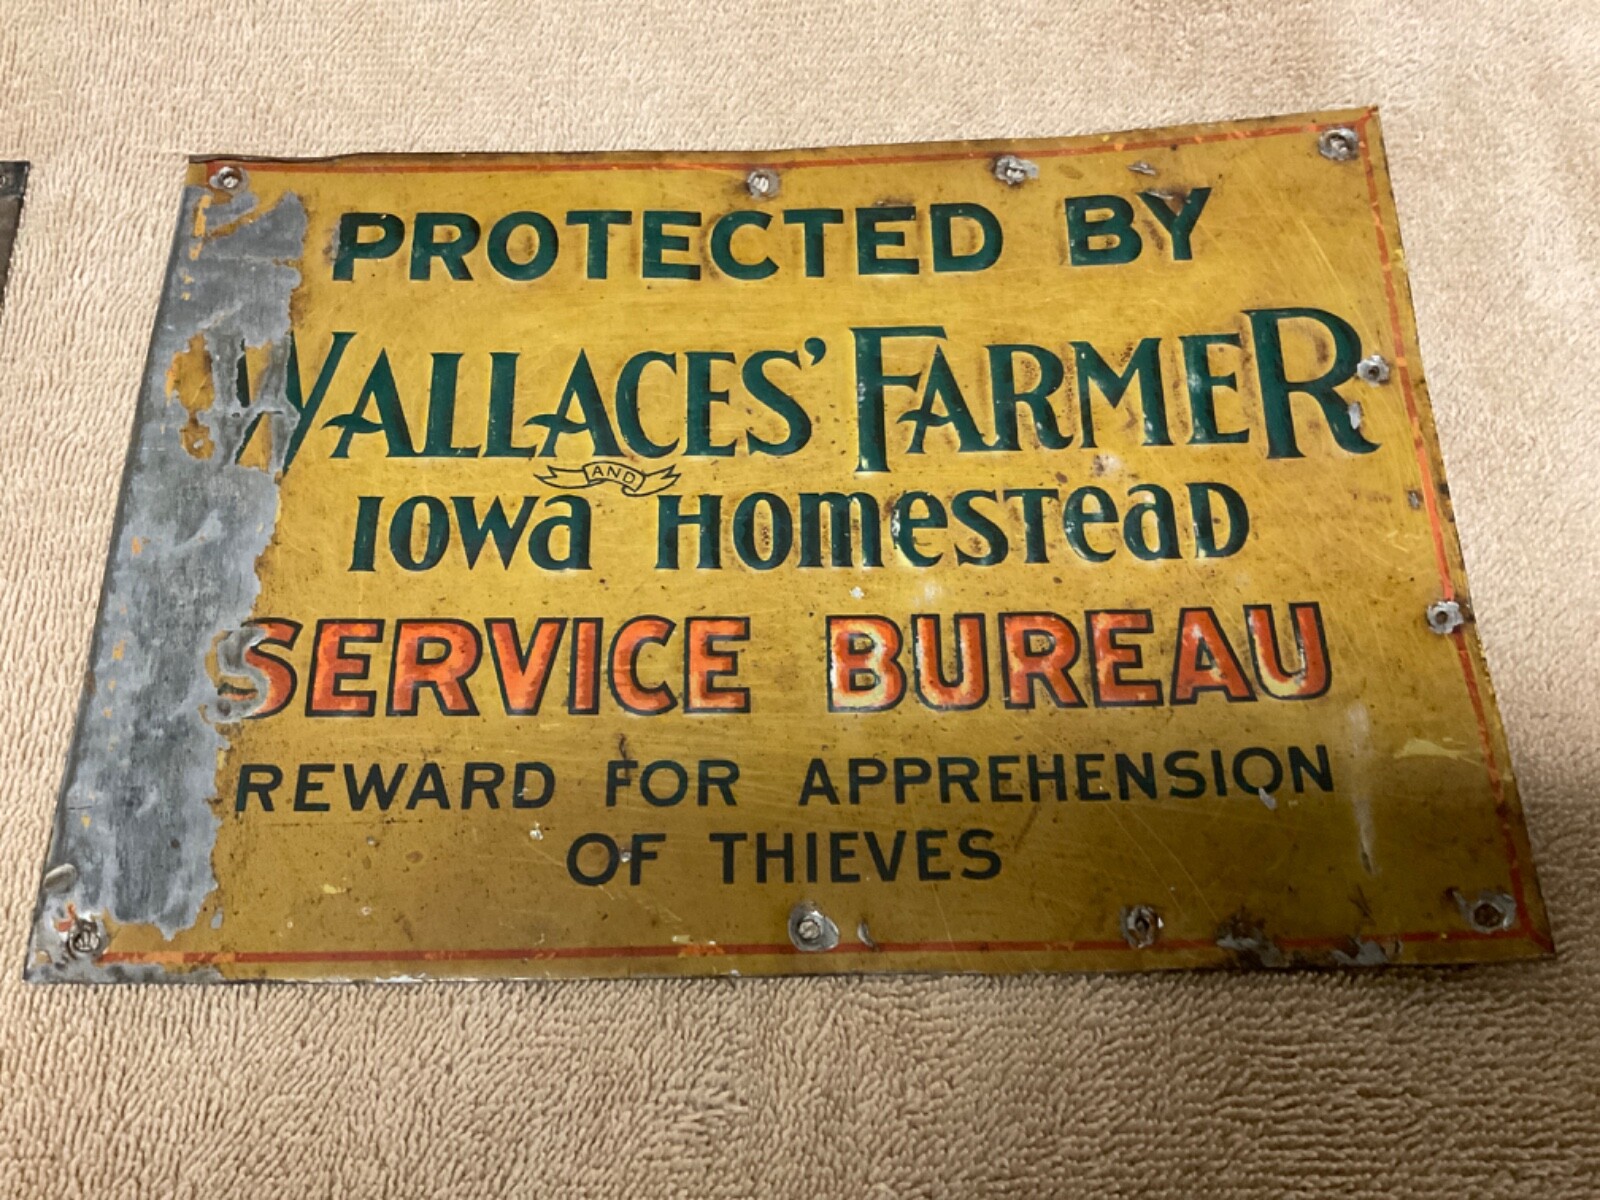 PROTECTED BY
WALLACES' FARMER
AND
IOWa HOmeSTeaD
SERVICE BUREAU
REWARD FOR APPREHENSION
OF THIEVES